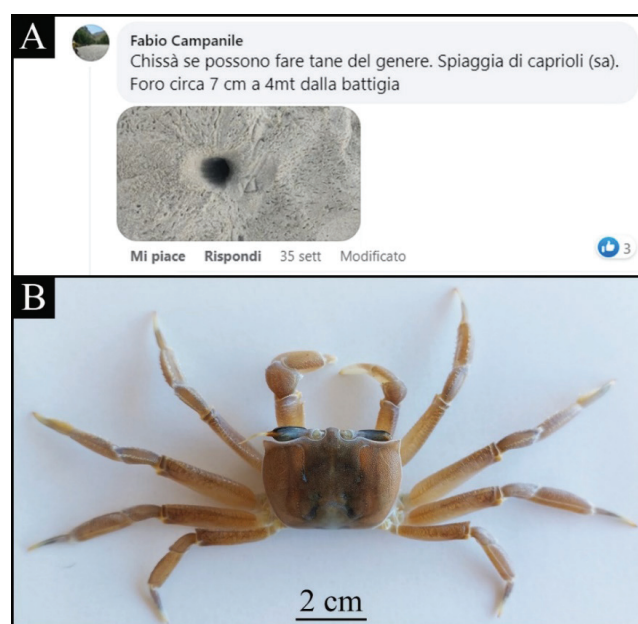 A
Fabio Campanile
Chissà se possono fare tane del genere. Spiaggia di caprioli (sa).
Foro circa 7 cm a 4mt dalla battigia
Mi piace Rispondi 35 sett Modificato
3
B
2 cm